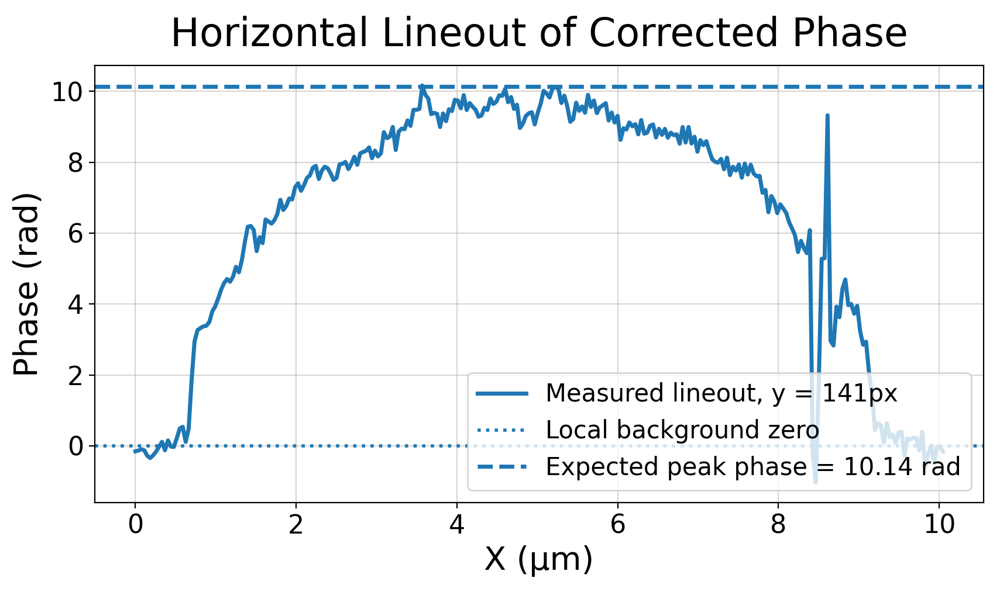 Horizontal Lineout of Corrected Phase
Phase (rad)
10
8
6
4
2
0
Measured lineout, y = 141px
Local background zero
Expected peak phase = 10.14 rad
0 2 4 6 8 10
X (µm)